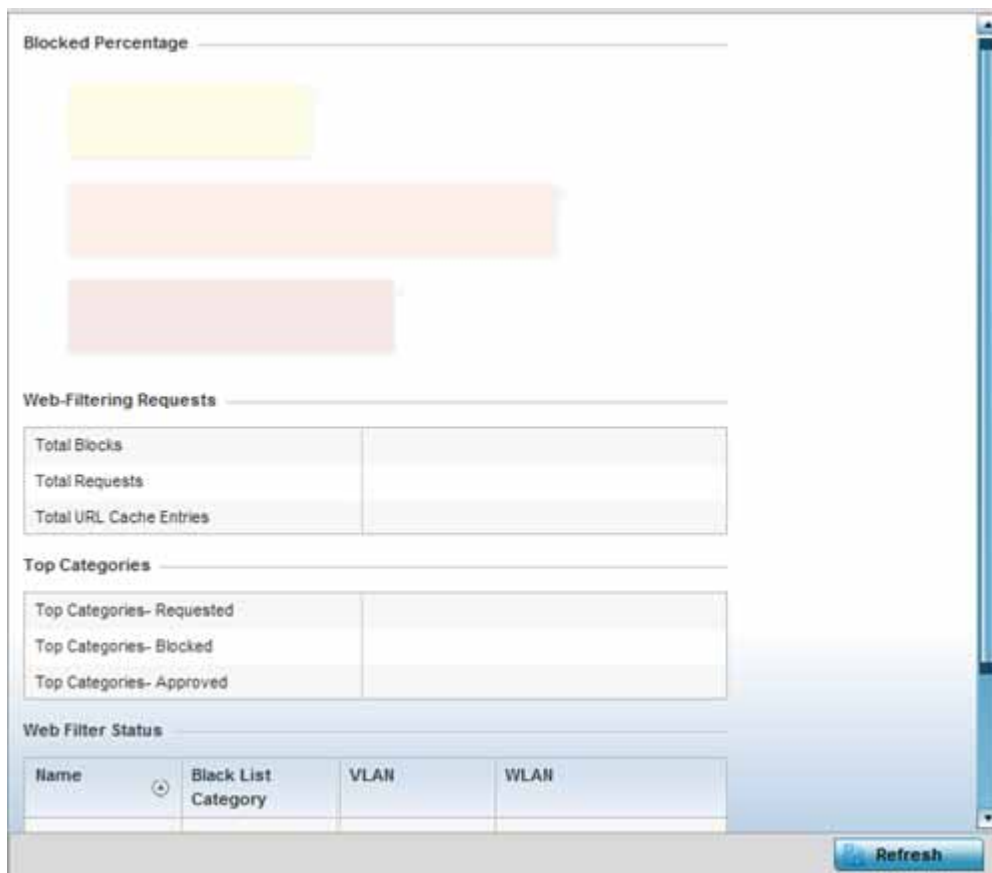 Blocked Percentage
Web-Filtering Requests
Total Blocks
Total Requests
Total URL Cache Entries
Top Categories
Top Categories- Requested
Top Categories- Blocked
Top Categories- Approved
Web Filter Status
Name
Black List
Category
VLAN
WLAN
Refresh